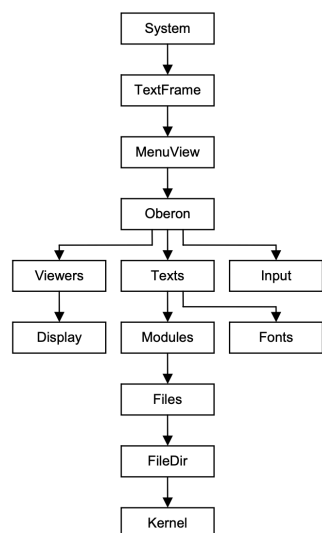 System
TextFrame
MenuView
Oberon
Viewers
Texts
Input
Display
Modules
Fonts
Files
FileDir
Kernel